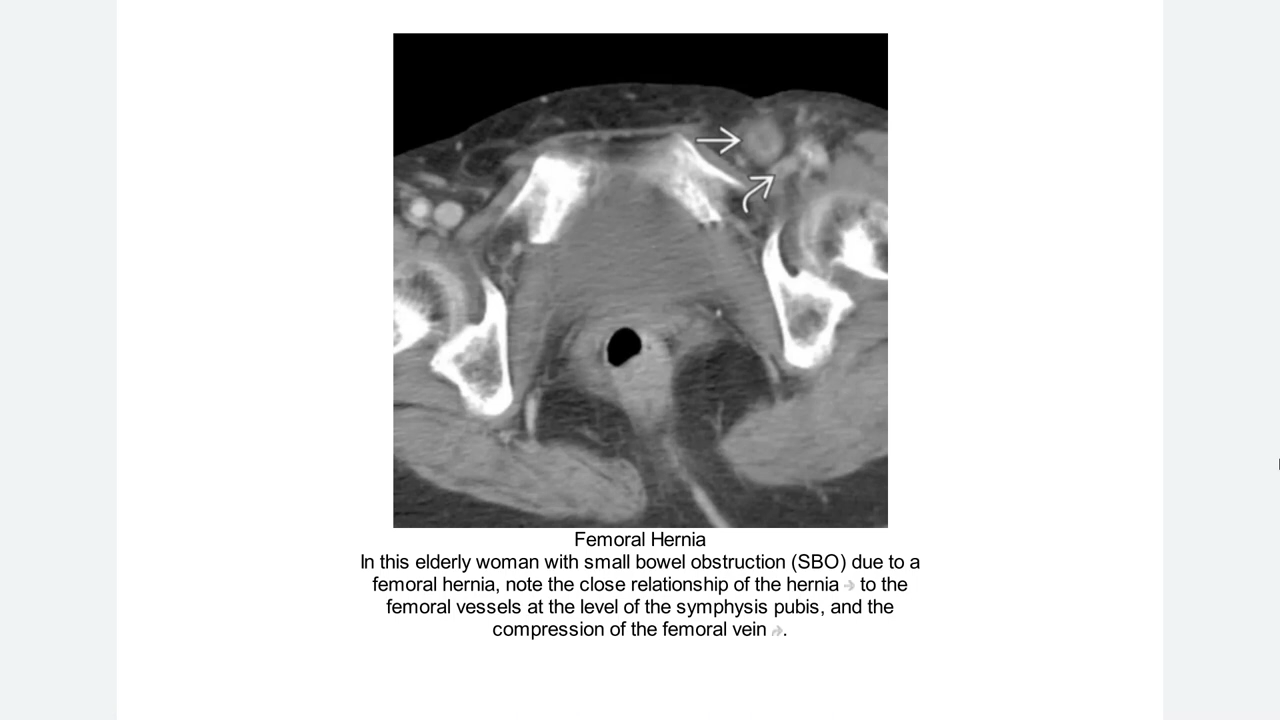 Femoral Hernia
In this elderly woman with small bowel obstruction (SBO) due to a
femoral hernia, note the close relationship of the hernia to the
femoral vessels at the level of the symphysis pubis, and the
compression of the femoral vein .